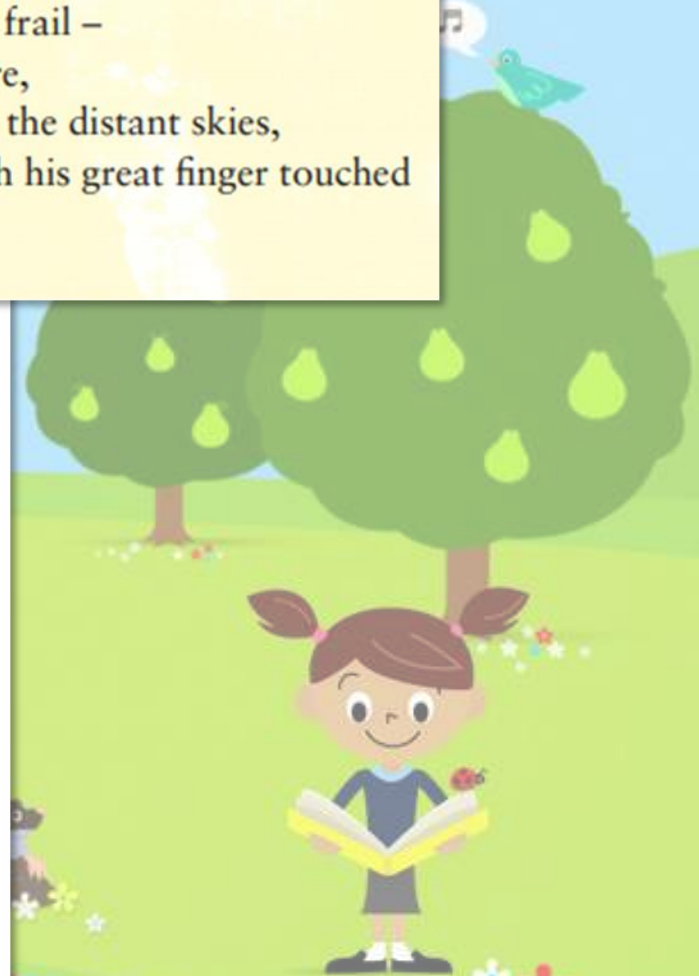 frail –
e,
the distant skies,
h his great finger touched